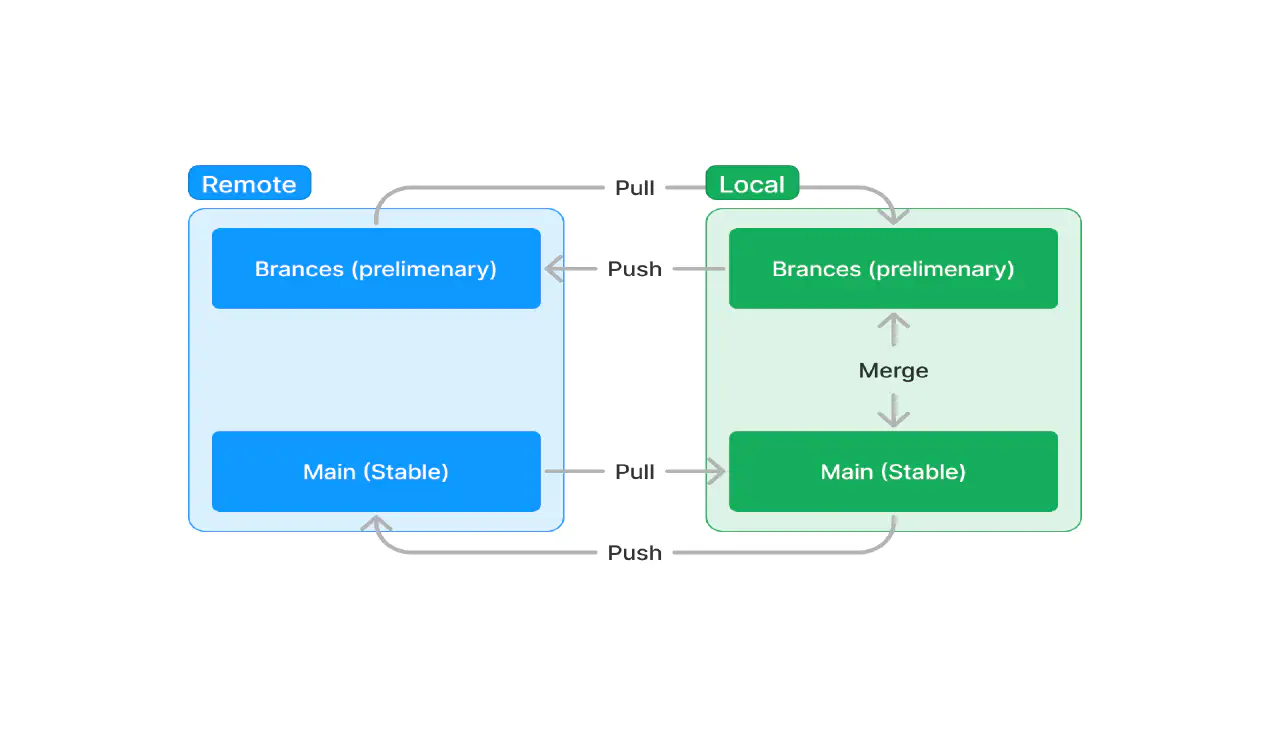 Remote
Pull
Local
Brances (prelimenary)
Push
Brances (prelimenary)
Merge
Main (Stable)
Pull
Main (Stable)
Push